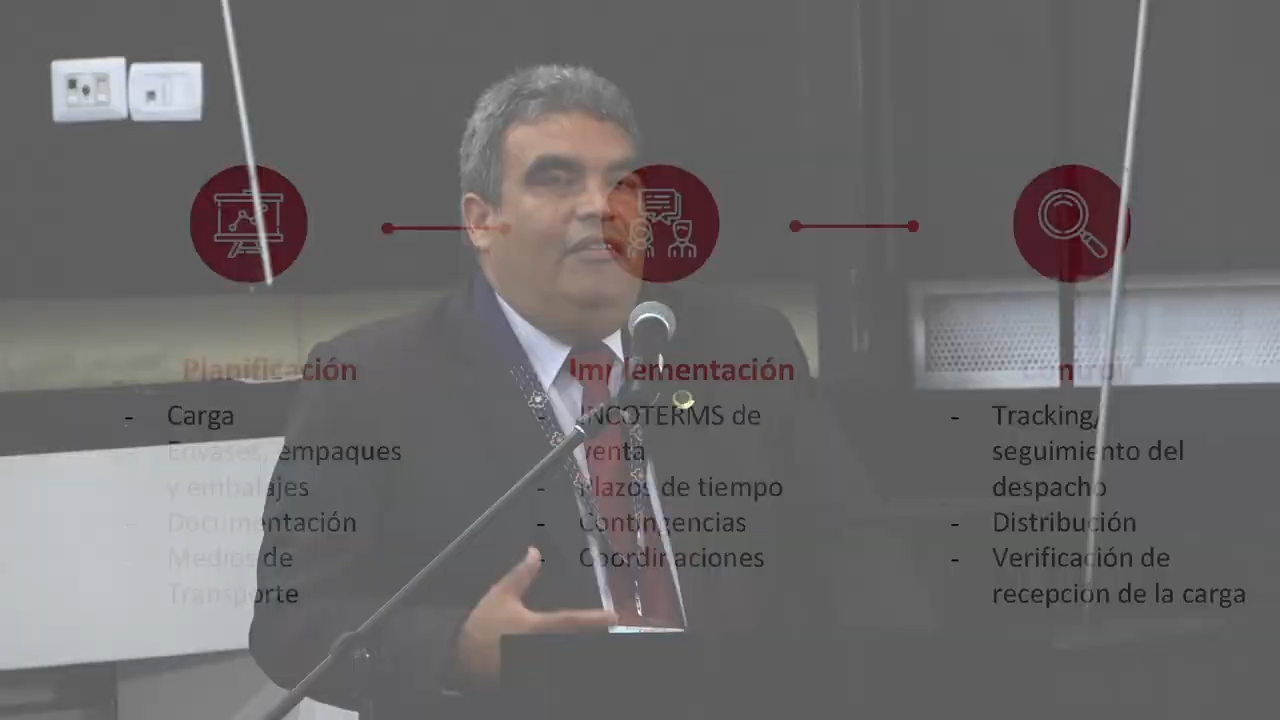 Planificación
- Carga
- Envases, empaques
y embalajes
- Documentación
- Medios de
Transporte
Implementación
- INCOTERMS de
venta
- Plazos de tiempo
- Contingencias
- Coordinaciones
Control
- Tracking/
seguimiento del
despacho
- Distribución
- Verificación de
recepción de la carga